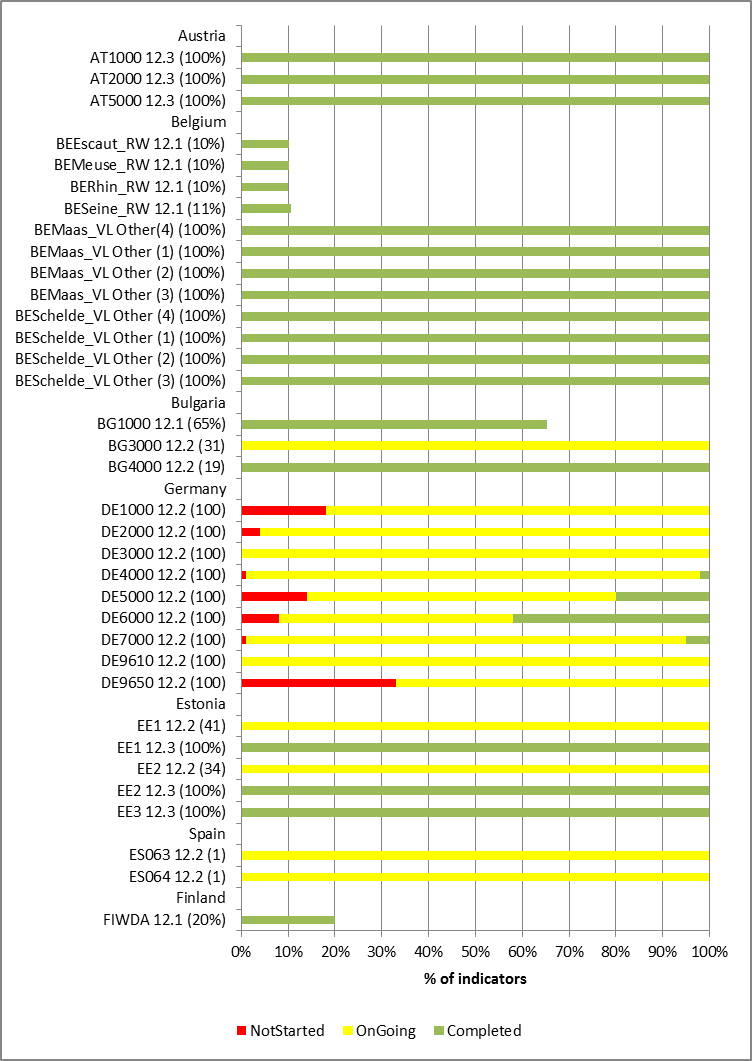 Austria
AT1000 12.3 (100%)
AT2000 12.3 (100%)
AT5000 12.3 (100%)
Belgium
BEEscaut_RW 12.1 (10%)
BEMeuse_RW 12.1 (10%)
BERhin_RW 12.1 (10%)
BESeine_RW 12.1 (11%)
BEMaas_VL Other(4) (100%)
BEMaas_VL Other (1) (100%)
BEMaas_VL Other (2) (100%)
BEMaas_VL Other (3) (100%)
BESchelde_VL Other (4) (100%)
BESchelde_VL Other (1) (100%)
BESchelde_VL Other (2) (100%)
BESchelde_VL Other (3) (100%)
Bulgaria
BG1000 12.1 (65%)
BG3000 12.2 (31)
BG4000 12.2 (19)
Germany
DE1000 12.2 (100)
DE2000 12.2 (100)
DE3000 12.2 (100)
DE4000 12.2 (100)
DE5000 12.2 (100)
DE6000 12.2 (100)
DE7000 12.2 (100)
DE9610 12.2 (100)
DE9650 12.2 (100)
Estonia
EE1 12.2 (41)
EE1 12.3 (100%)
EE2 12.2 (34)
EE2 12.3 (100%)
EE3 12.3 (100%)
Spain
ES063 12.2 (1)
ES064 12.2 (1)
Finland
FIWDA 12.1 (20%)
0% 10% 20% 30% 40% 50% 60% 70% 80% 90% 100%
% of indicators
NotStarted OnGoing Completed